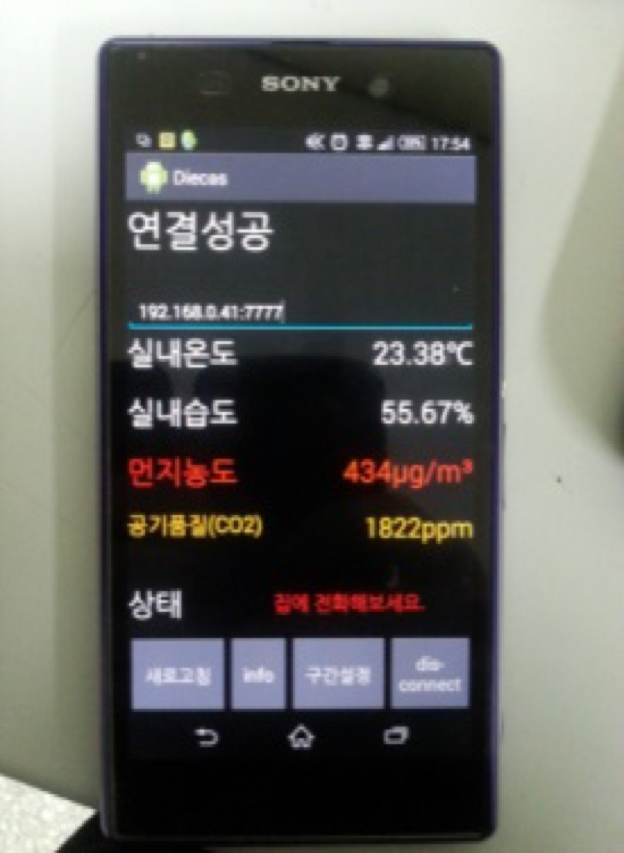 SONY
17:54
Diecas
연결성공
192.168.0.41:7777
실내온도 23.38℃
실내습도 55.67%
먼지농도 434µg/m³
공기품질(CO2) 1822ppm
상태 집에 전화해보세요.
새로고침 info 구간설정 dis-
connect